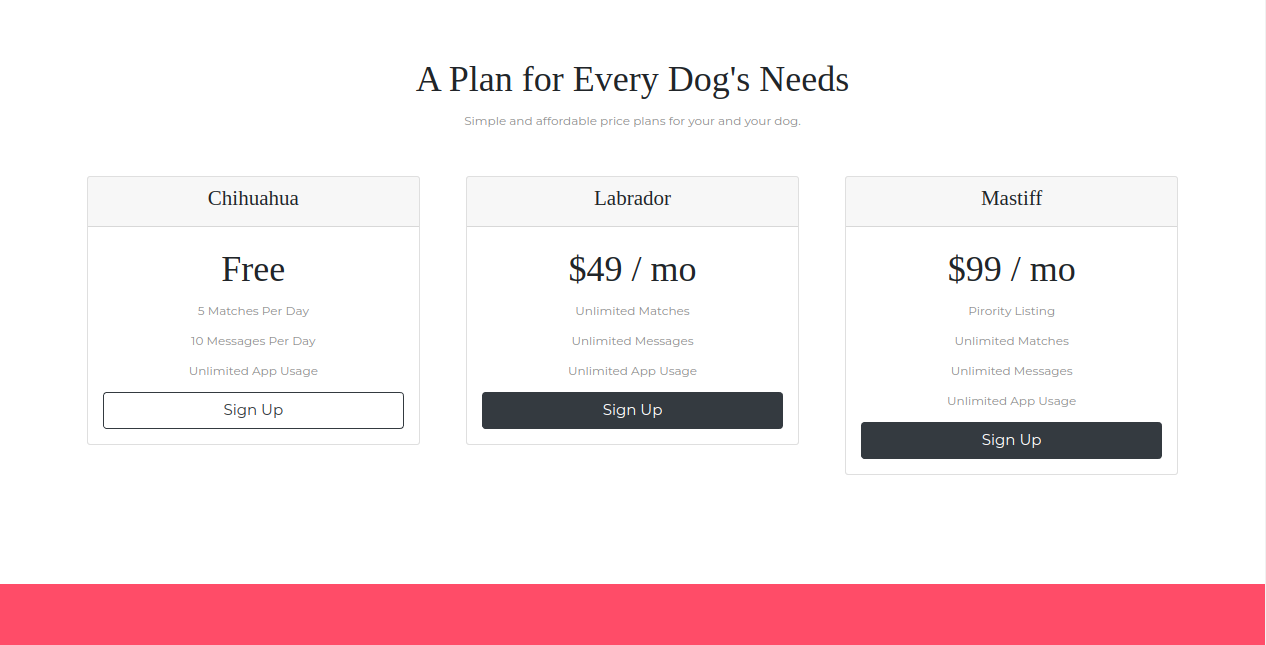 A Plan for Every Dog's Needs
Simple and affordable price plans for your and your dog.
Chihuahua
Free
5 Matches Per Day
10 Messages Per Day
Unlimited App Usage
Sign Up
Labrador
$49 / mo
Unlimited Matches
Unlimited Messages
Unlimited App Usage
Sign Up
Mastiff
$99 / mo
Pirority Listing
Unlimited Matches
Unlimited Messages
Unlimited App Usage
Sign Up